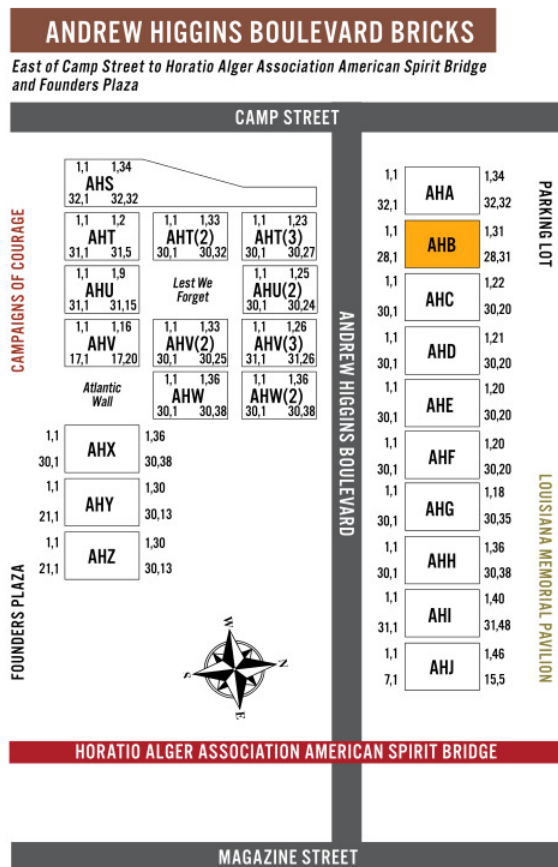 ANDREW HIGGINS BOULEVARD BRICKS
East of Camp Street to Horatio Alger Association American Spirit Bridge
and Founders Plaza
CAMP STREET
1,1 1,34
AHS
32,1 32,32
1,1 1,2
AHT
31,1 31,5
1,1 1,33
AHT(2)
30,1 30,32
1,1 1,23
AHT(3)
30,1 30,27
1,1 1,9
AHU
31,1 31,15
Lest We
Forget
1,1 1,25
AHU(2)
30,1 30,24
1,1 1,16
AHV
17,1 17,20
1,1 1,33
AHV(2)
30,1 30,25
1,1 1,26
AHV(3)
31,1 31,26
Atlantic
Wall
1,1 1,36
AHW
30,1 30,38
1,1 1,36
AHW(2)
30,1 30,38
1,1 1,36
AHX
30,1 30,38
1,1 1,30
AHY
21,1 30,13
1,1 1,30
AHZ
21,1 30,13
CAMPAIGNS OF COURAGE
FOUNDERS PLAZA
W
N
S
E
ANDREW HIGGINS BOULEVARD
1,1 1,34
AHA
32,1 32,32
1,1 1,31
AHB
28,1 28,31
1,1 1,22
AHC
30,1 30,20
1,1 1,21
AHD
30,1 30,20
1,1 1,20
AHE
30,1 30,20
1,1 1,20
AHF
30,1 30,20
1,1 1,18
AHG
30,1 30,35
1,1 1,36
AHH
30,1 30,38
1,1 1,40
AHI
31,1 31,48
1,1 1,46
AHJ
7,1 15,5
PARKING LOT
LOUISIANA MEMORIAL PAVILION
HORATIO ALGER ASSOCIATION AMERICAN SPIRIT BRIDGE
MAGAZINE STREET